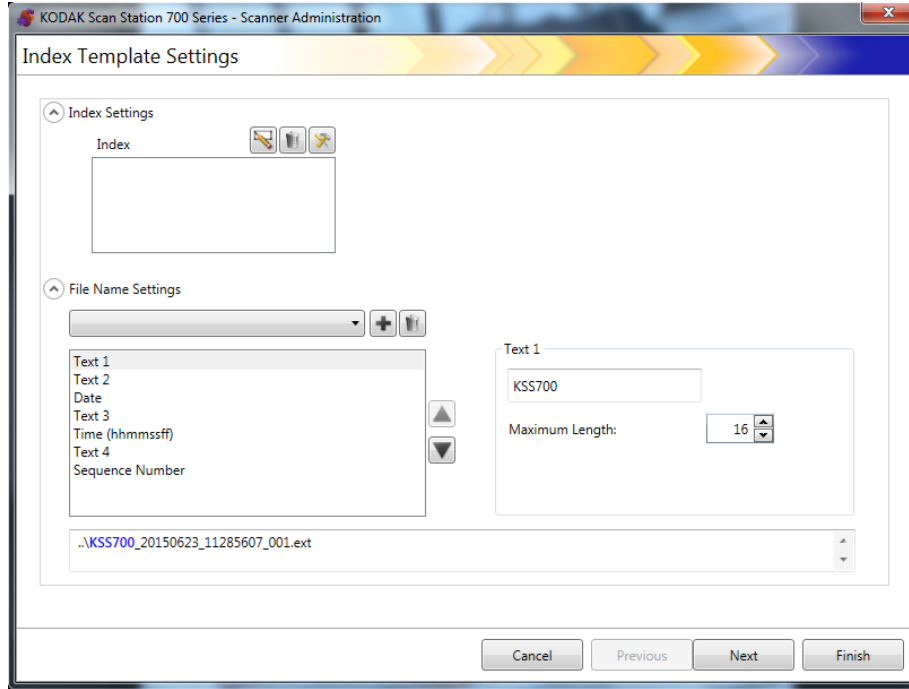 KODAK Scan Station 700 Series - Scanner Administration
Index Template Settings
Index Settings
Index
File Name Settings
Text 1
Text 2
Date
Text 3
Time (hhmmssff)
Text 4
Sequence Number
Text 1
KSS700
Maximum Length:
16
..\KSS700_20150623_11285607_001.ext
Cancel
Previous
Next
Finish